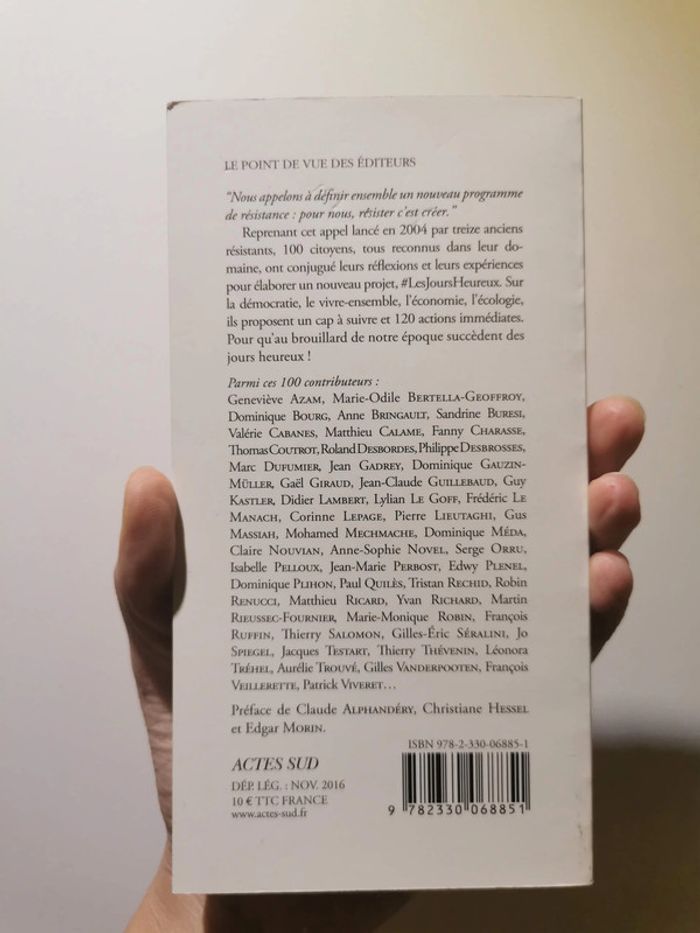 LE POINT DE VUE DES ÉDITEURS
“Nous appelons à définir ensemble un nouveau programme
de résistance : pour nous, résister c’est créer.”
Reprenant cet appel lancé en 2004 par treize anciens
résistants, 100 citoyens, tous reconnus dans leur do-
maine, ont conjugué leurs réflexions et leurs expériences
pour élaborer un nouveau projet, #LesJoursHeureux. Sur
la démocratie, le vivre-ensemble, l’économie, l’écologie,
ils proposent un cap à suivre et 120 actions immédiates.
Pour qu’au brouillard de notre époque succèdent des
jours heureux !
Parmi ces 100 contributeurs :
Geneviève AZAM, Marie-Odile BERTELLA-GEOFFROY,
Dominique BOURG, Anne BRINGAULT, Sandrine BURESI,
Valérie CABANES, Matthieu CALAME, Fanny CHARASSE,
Thomas COUTROT, Roland DESBORDES, Philippe DESBROSSES,
Marc DUFUMIER, Jean GADREY, Dominique GAUZIN-
MÜLLER, Gaël GIRAUD, Jean-Claude GUILLEBAUD, Guy
KASTLER, Didier LAMBERT, Lylian LE GOFF, Frédéric LE
MANACH, Corinne LEPAGE, Pierre LIEUTAGHI, Gus
MASSIAH, Mohamed MECHMACHE, Dominique MÉDA,
Claire NOUVIAN, Anne-Sophie NOVEL, Serge ORRU,
Isabelle PELLOUX, Jean-Marie PERBOST, Edwy PLENEL,
Dominique PLIHON, Paul QUILÈS, Tristan RECHID, Robin
RENUCCI, Matthieu RICARD, Yvan RICHARD, Martin
RIEUSSEC-FOURNIER, Marie-Monique ROBIN, François
RUFFIN, Thierry SALOMON, Gilles-Éric SÉRALINI, Jo
SPIEGEL, Jacques TESTART, Thierry THÉVENIN, Léonora
TRÉHEL, Aurélie TROUVÉ, Gilles VANDERPOOTEN, François
VEILLERETTE, Patrick VIVERET…
Préface de Claude ALPHANDÉRY, Christiane HESSEL
et Edgar MORIN.
ISBN 978-2-330-06885-1
ACTES SUD
DÉP. LÉG. : NOV. 2016
10 € TTC FRANCE
www.actes-sud.fr
9 782330 068851